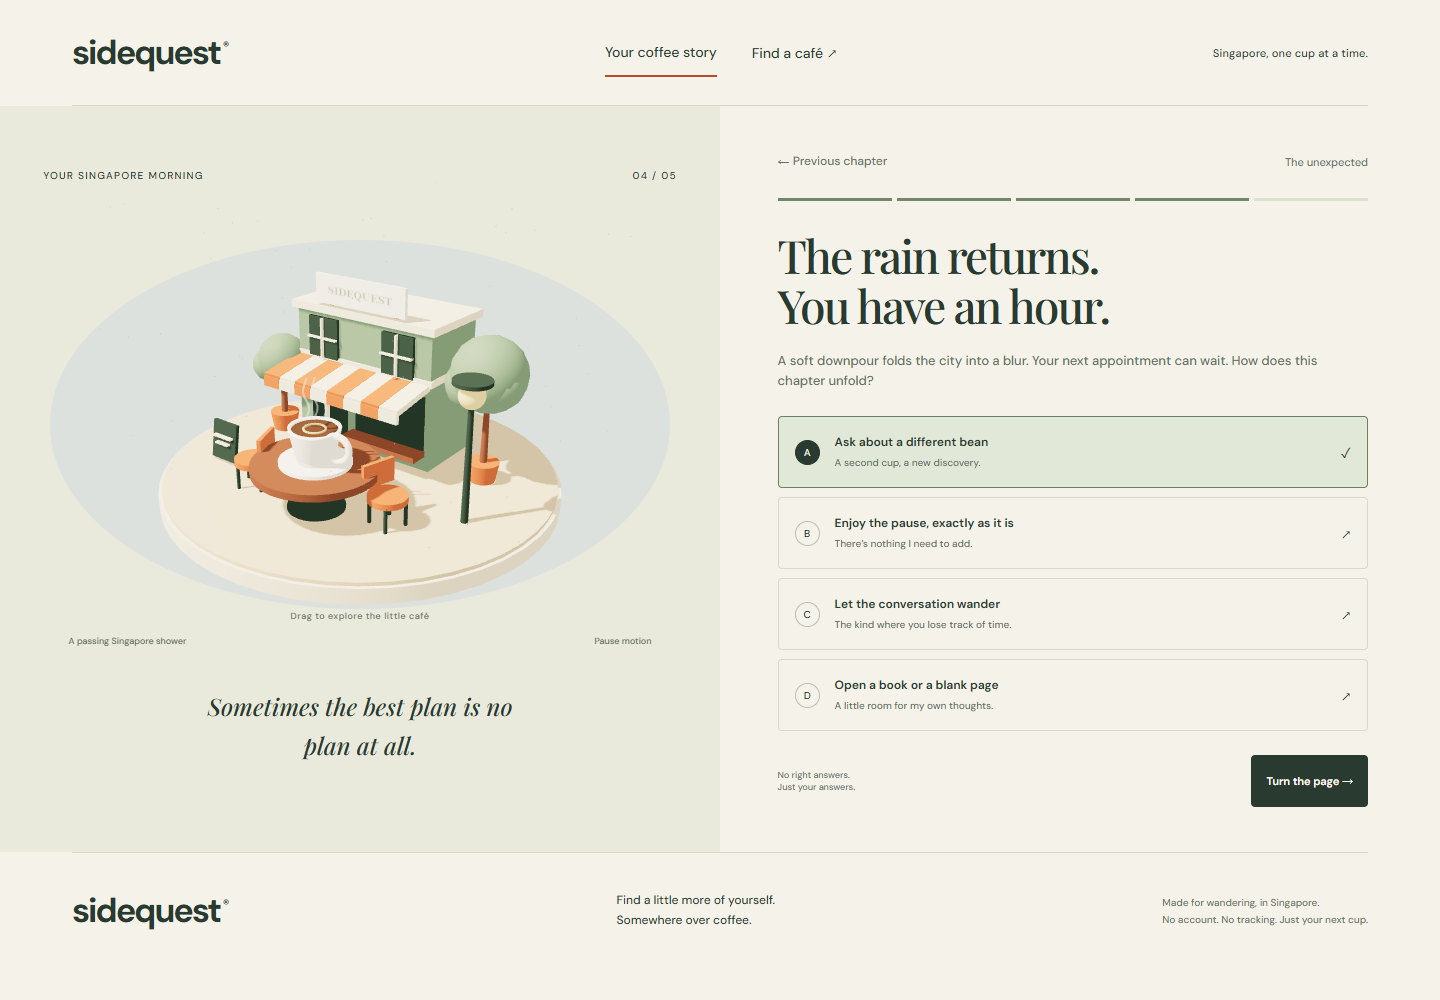 sidequest®
Your coffee story
Find a café ↗
Singapore, one cup at a time.
YOUR SINGAPORE MORNING
04 / 05
SIDEQUEST
Drag to explore the little café
A passing Singapore shower
Pause motion
Sometimes the best plan is no
plan at all.
← Previous chapter
The unexpected
The rain returns.
You have an hour.
A soft downpour folds the city into a blur. Your next appointment can wait. How does this
chapter unfold?
A
Ask about a different bean
A second cup, a new discovery.
✓
B
Enjoy the pause, exactly as it is
There's nothing I need to add.
↗
C
Let the conversation wander
The kind where you lose track of time.
↗
D
Open a book or a blank page
A little room for my own thoughts.
↗
No right answers.
Just your answers.
Turn the page →
sidequest®
Find a little more of yourself.
Somewhere over coffee.
Made for wandering, in Singapore.
No account. No tracking. Just your next cup.